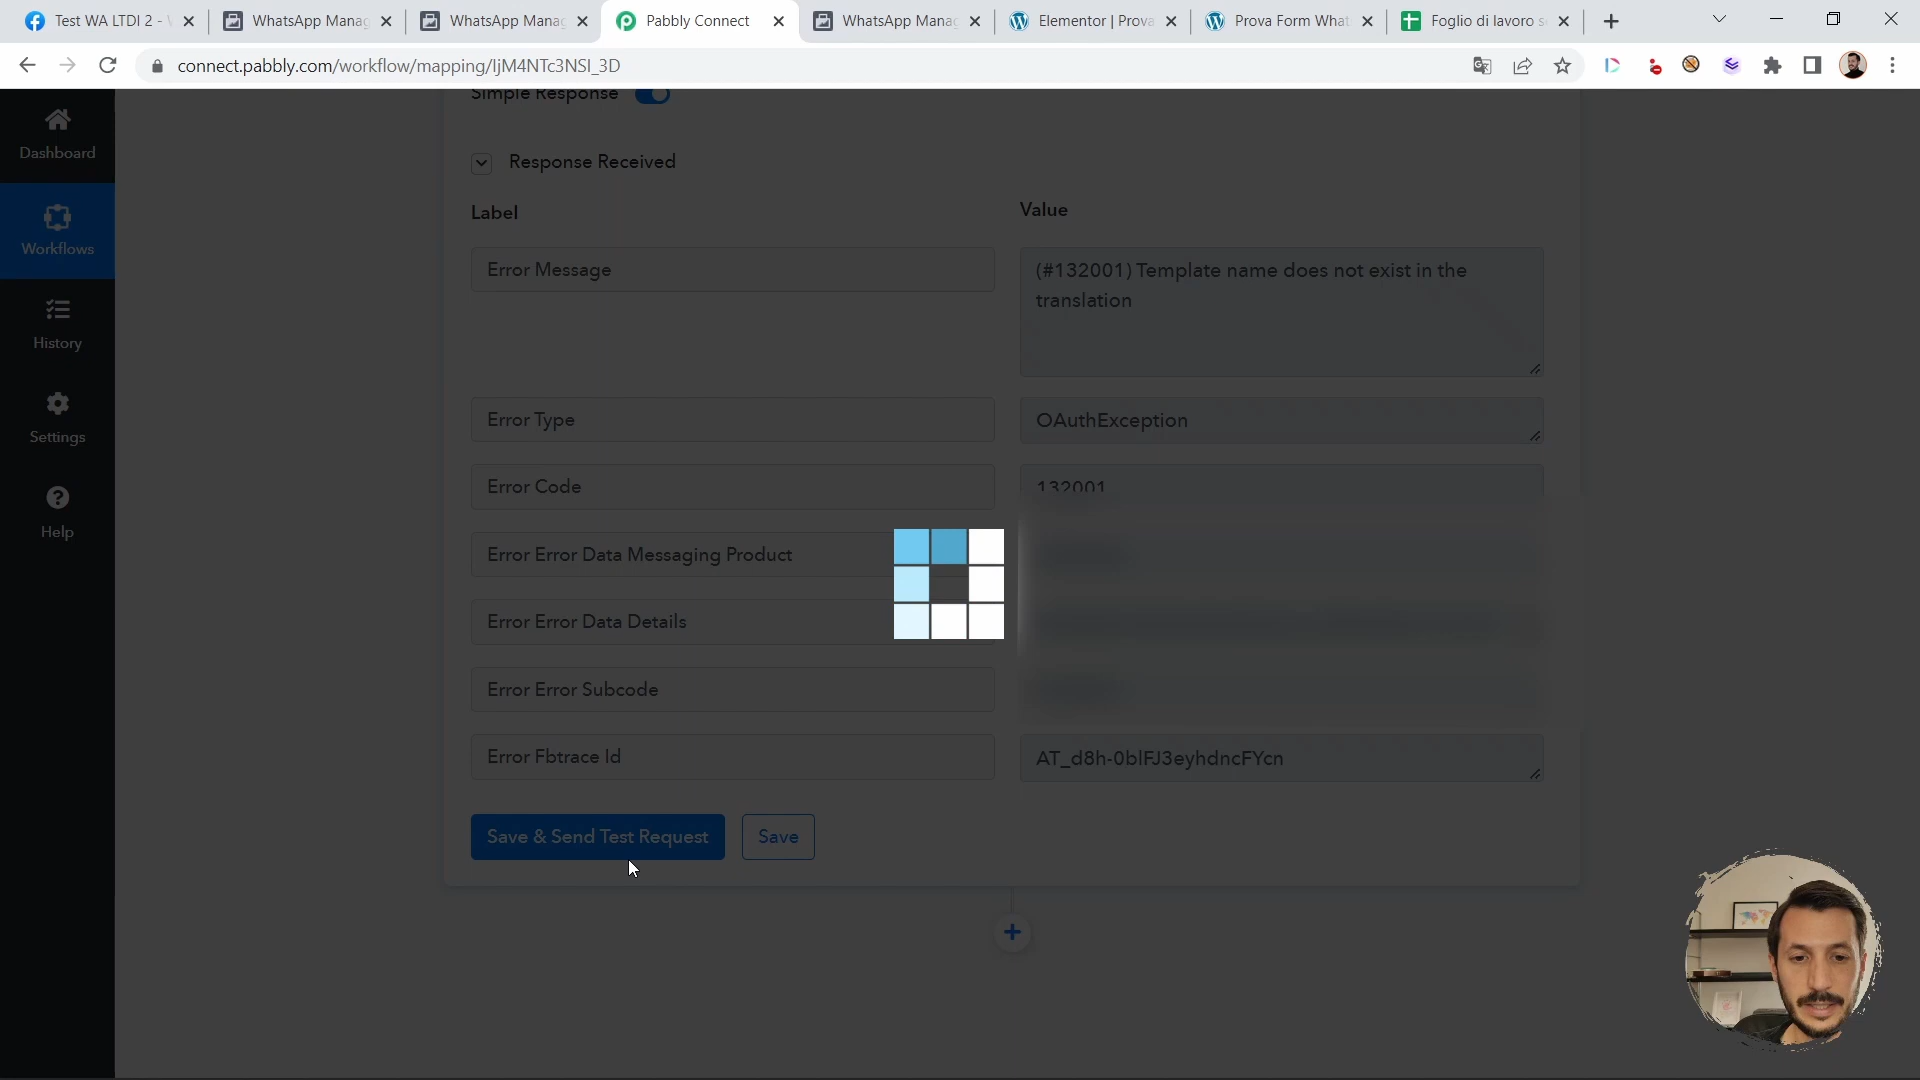 Test WA LTDI 2 -
WhatsApp Manag
WhatsApp Manag
Pabbly Connect
WhatsApp Manag
Elementor | Prova
Prova Form What
Foglio di lavoro s
connect.pabbly.com/workflow/mapping/IjM4NTc3NSI_3D
Dashboard
Workflows
History
Settings
Help
Simple Response
Response Received
Label
Value
Error Message
(#132001) Template name does not exist in the
translation
Error Type
OAuthException
Error Code
132001
Error Error Data Messaging Product
Error Error Data Details
Error Error Subcode
Error Fbtrace Id
AT_d8h-0blFJ3eyhdncFYcn
Save & Send Test Request
Save